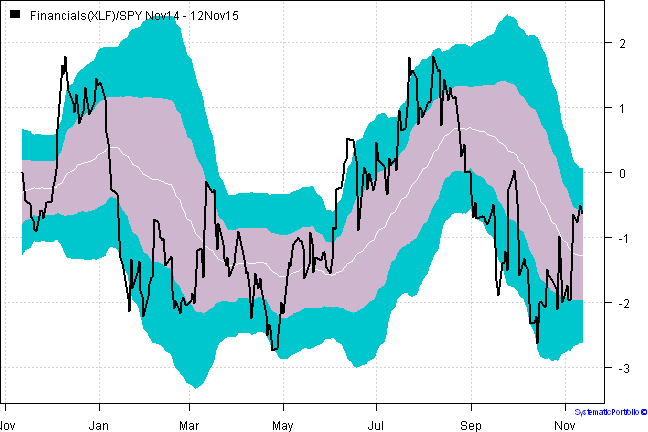 Financials(XLF)/SPY Nov14 - 12Nov15
2
1
0
-1
-2
-3
Nov Jan Mar May Jul Sep Nov
SystematicPortfolio ©